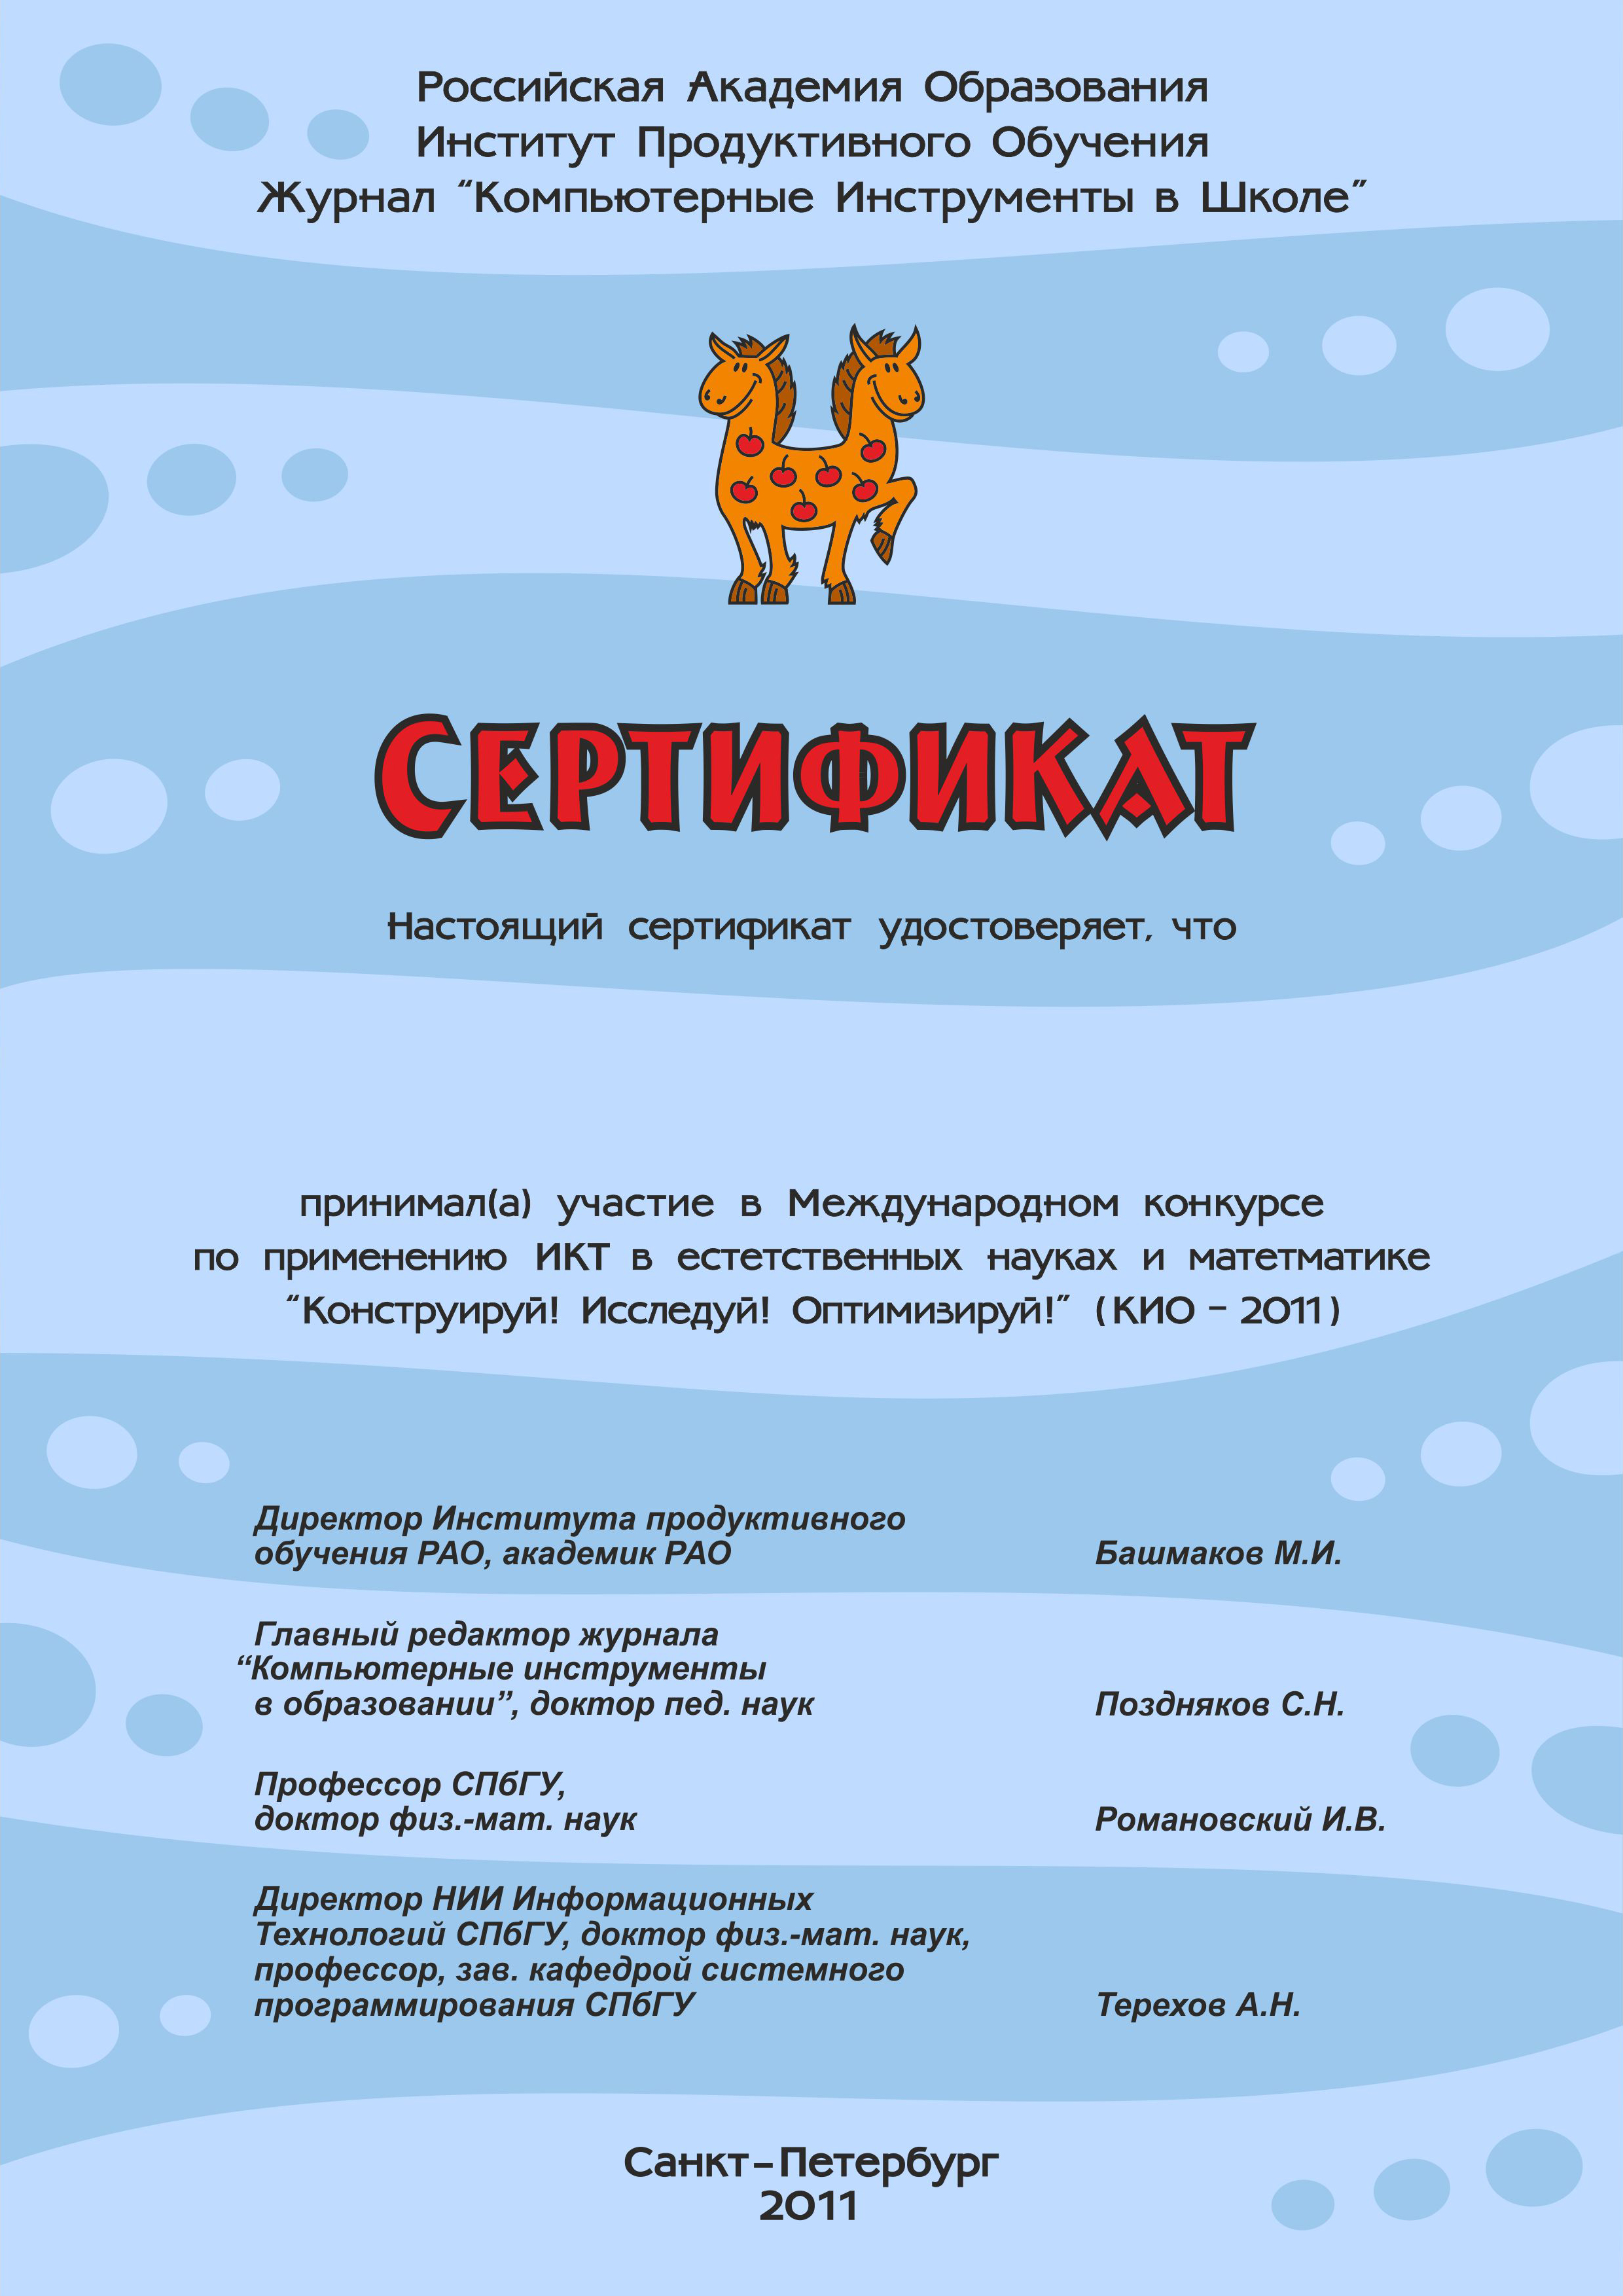 Российская Академия Образования
Институт Продуктивного Обучения
Журнал “Компьютерные Инструменты в Школе”
Сертификат
Настоящий сертификат удостоверяет, что
принимал(а) участие в Международном конкурсе
по применению ИКТ в естетственных науках и матетматике
“Конструируй! Исследуй! Оптимизируй!” (КИО - 2011)
Директор Института продуктивного
обучения РАО, академик РАО Башмаков М.И.
Главный редактор журнала
“Компьютерные инструменты
в образовании”, доктор пед. наук Поздняков С.Н.
Профессор СПбГУ,
доктор физ.-мат. наук Романовский И.В.
Директор НИИ Информационных
Технологий СПбГУ, доктор физ.-мат. наук,
профессор, зав. кафедрой системного
программирования СПбГУ Терехов А.Н.
Санкт-Петербург
2011